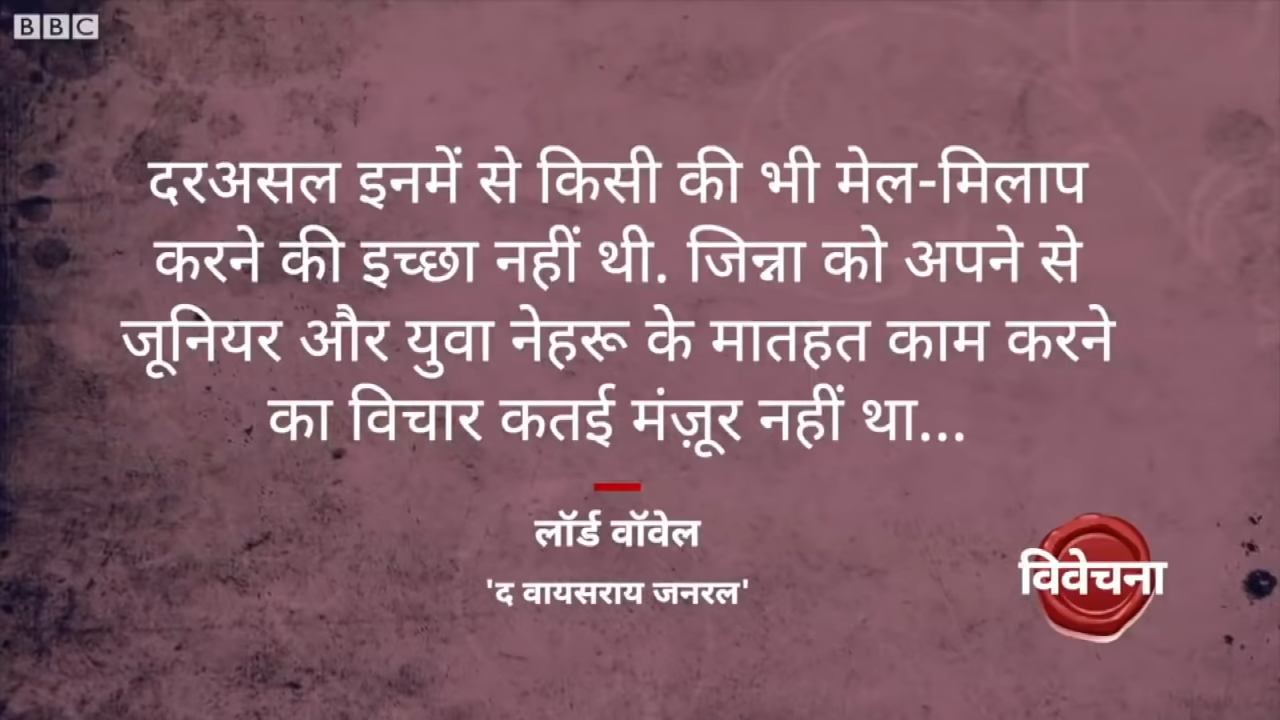 BBC
दरअसल इनमें से किसी की भी मेल-मिलाप
करने की इच्छा नहीं थी. जिन्ना को अपने से
जूनियर और युवा नेहरू के मातहत काम करने
का विचार कतई मंज़ूर नहीं था...
लॉर्ड वॉवेल
'द वायसराय जनरल'
विवेचना